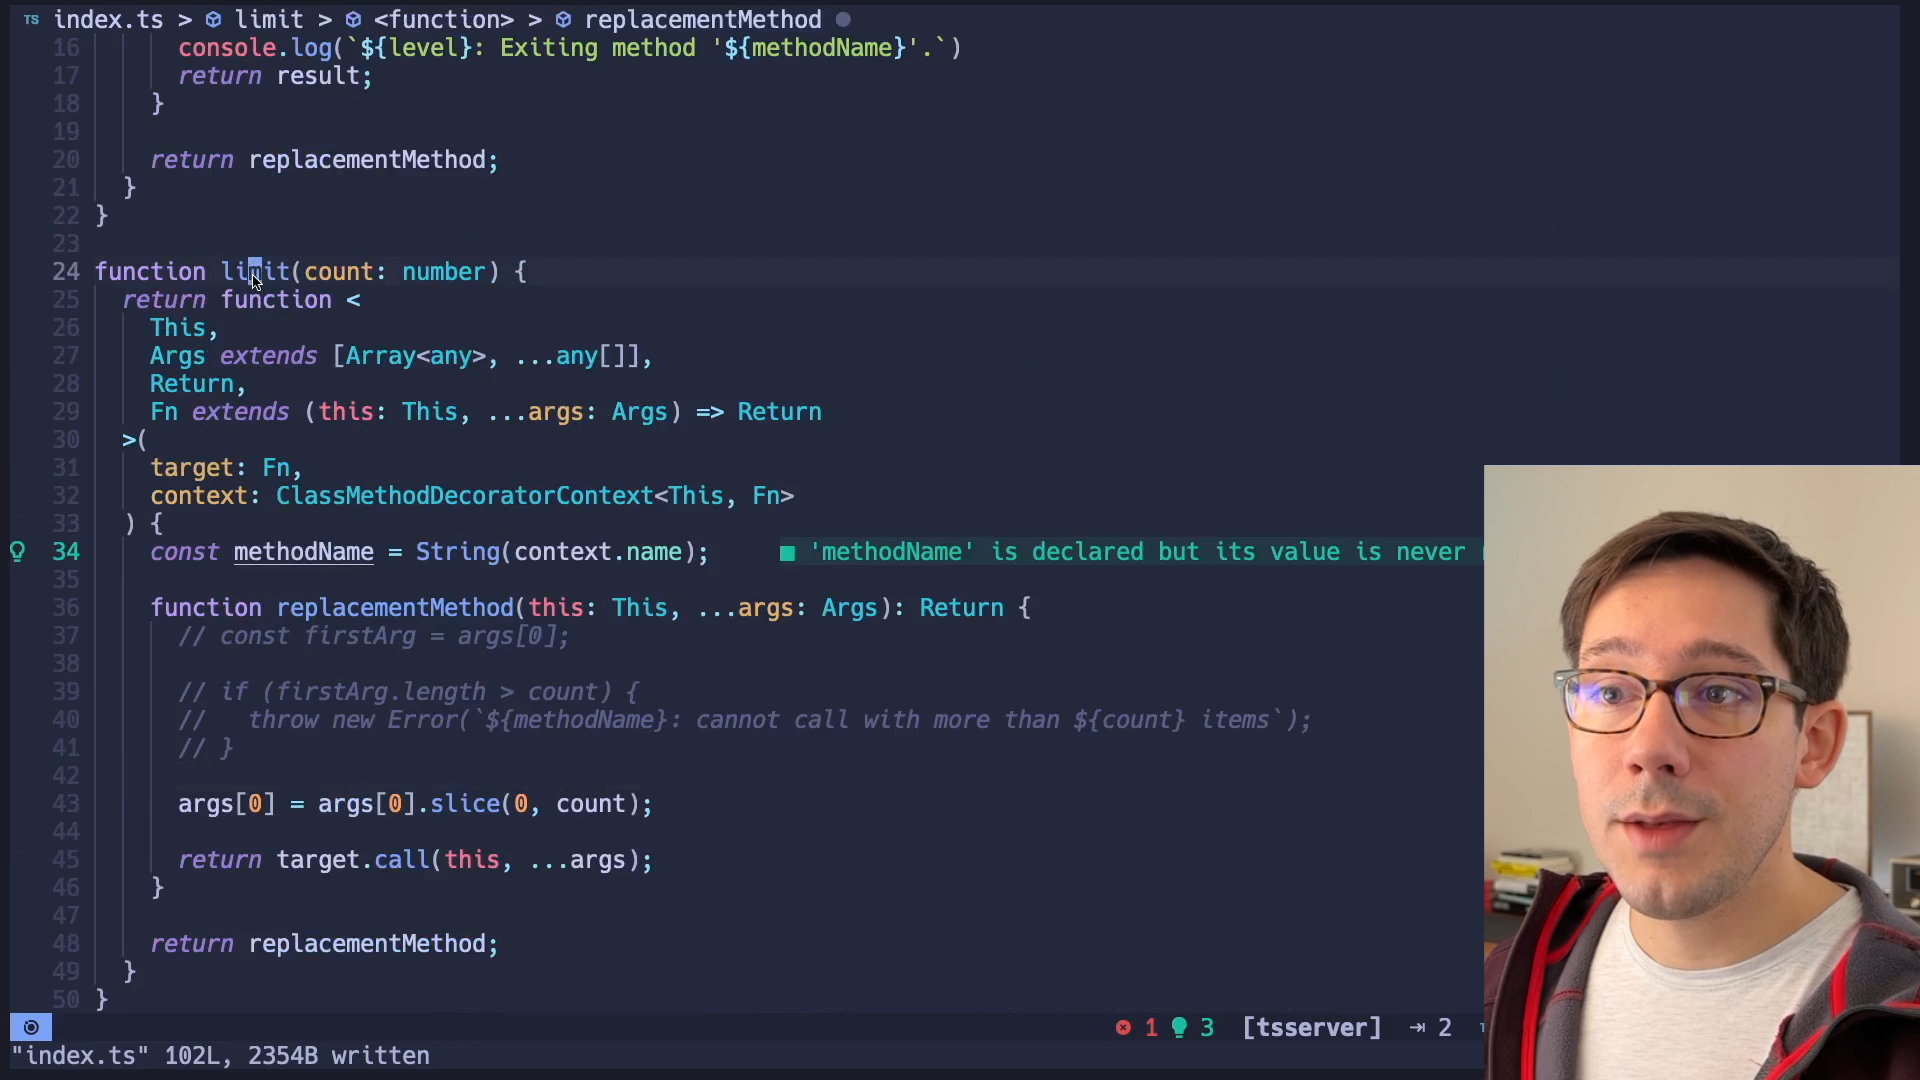 TS index.ts > limit > <function> > replacementMethod
16 console.log(`${level}: Exiting method '${methodName}'.`)
17 return result;
18 }
19
20 return replacementMethod;
21 }
22 }
23
24 function limit(count: number) {
25 return function <
26 This,
27 Args extends [Array<any>, ...any[]],
28 Return,
29 Fn extends (this: This, ...args: Args) => Return
30 >(
31 target: Fn,
32 context: ClassMethodDecoratorContext<This, Fn>
33 ) {
34 const methodName = String(context.name); ■ 'methodName' is declared but its value is never
35
36 function replacementMethod(this: This, ...args: Args): Return {
37 // const firstArg = args[0];
38
39 // if (firstArg.length > count) {
40 // throw new Error(`${methodName}: cannot call with more than ${count} items`);
41 // }
42
43 args[0] = args[0].slice(0, count);
44
45 return target.call(this, ...args);
46 }
47
48 return replacementMethod;
49 }
50 }
1 3 [tsserver] ⇥ 2
"index.ts" 102L, 2354B written